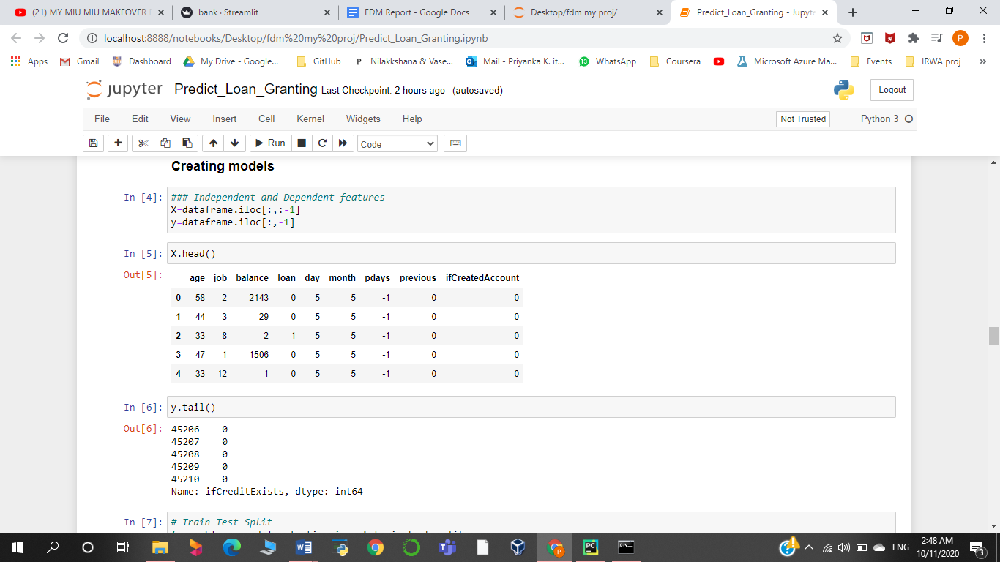 (21) MY MIU MIU MAKEOVER
bank · Streamlit
FDM Report - Google Docs
Desktop/fdm my proj/
Predict_Loan_Granting - Jupyt
localhost:8888/notebooks/Desktop/fdm%20my%20proj/Predict_Loan_Granting.ipynb
P
Apps Gmail Dashboard My Drive - Google... GitHub P Nilakkshana & Vase... Mail - Priyanka K. it... 13 WhatsApp Coursera Microsoft Azure Ma... Events IRWA proj »
jupyter Predict_Loan_Granting Last Checkpoint: 2 hours ago (autosaved)
Logout
File Edit View Insert Cell Kernel Widgets Help
Not Trusted
Python 3
Run
Code
Creating models
In [4]: ### Independent and Dependent features
X=dataframe.iloc[:,:-1]
y=dataframe.iloc[:,-1]
In [5]: X.head()
Out[5]:
age job balance loan day month pdays previous ifCreatedAccount
0 58 2 2143 0 5 5 -1 0 0
1 44 3 29 0 5 5 -1 0 0
2 33 8 2 1 5 5 -1 0 0
3 47 1 1506 0 5 5 -1 0 0
4 33 12 1 0 5 5 -1 0 0
In [6]: y.tail()
Out[6]: 45206 0
45207 0
45208 0
45209 0
45210 0
Name: ifCreditExists, dtype: int64
In [7]: # Train Test Split
ENG
2:48 AM
10/11/2020
3